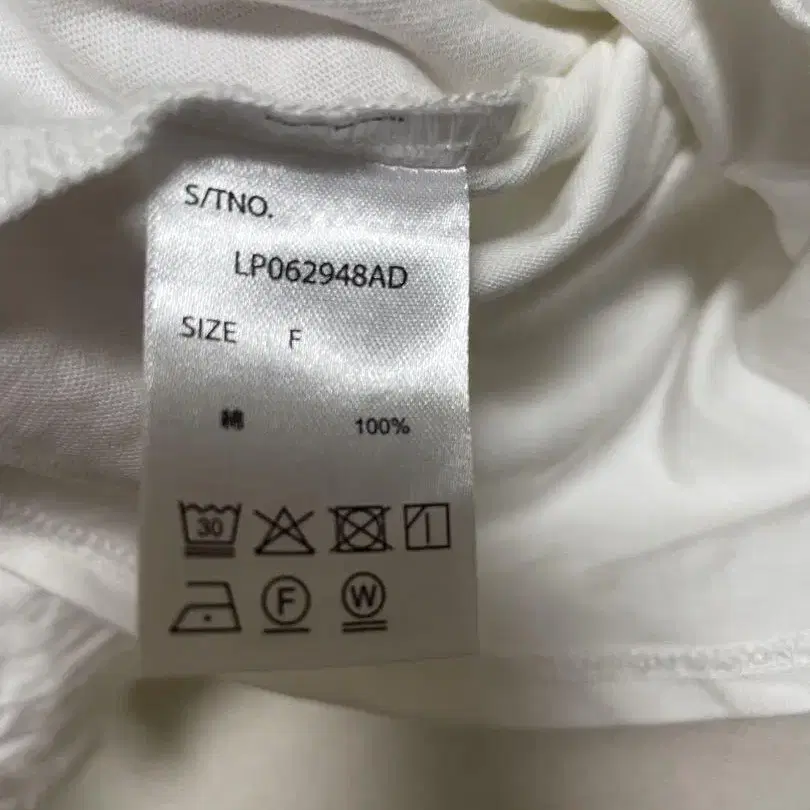 S/TNO.
LP062948AD
SIZE F
綿 100%
30
F W